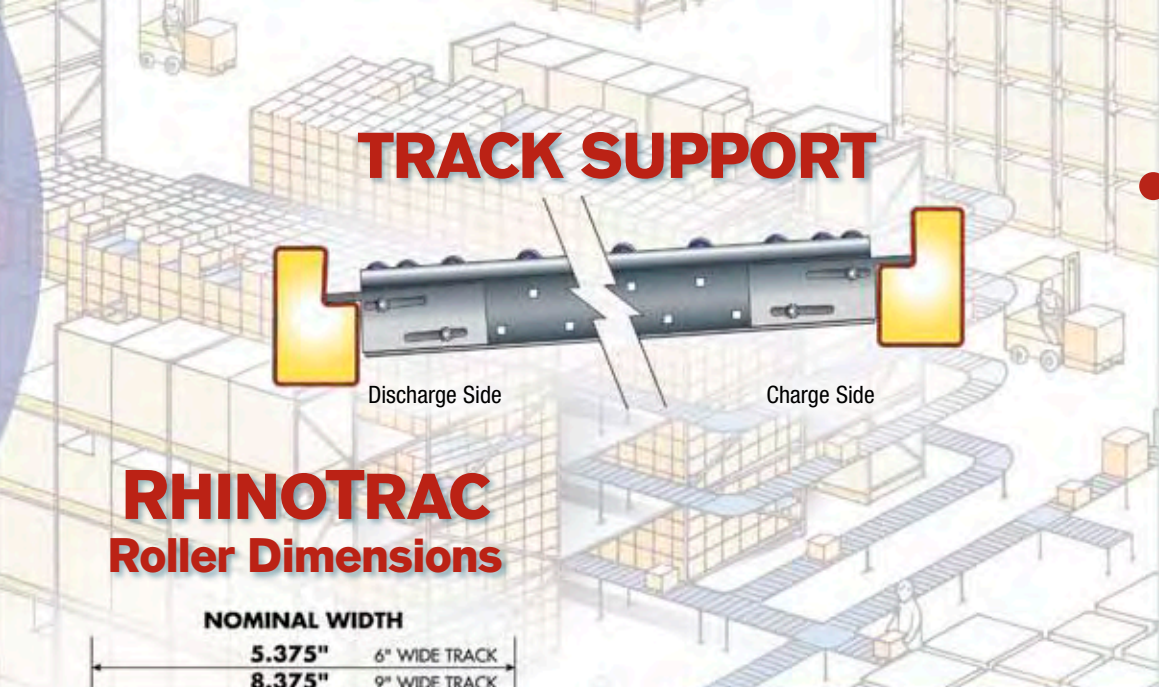 TRACK SUPPORT
Discharge Side Charge Side
RHINOTRAC
Roller Dimensions
NOMINAL WIDTH
5.375" 6" WIDE TRACK
8.375" 9" WIDE TRACK